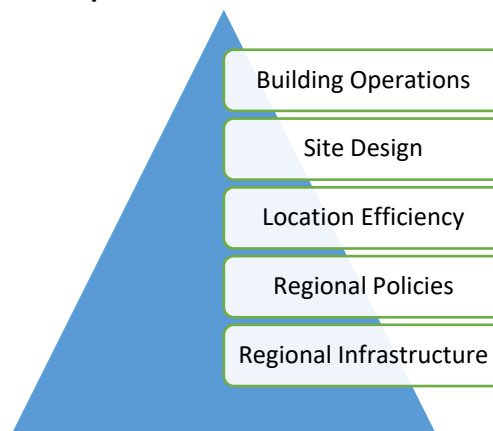 Building Operations
Site Design
Location Efficiency
Regional Policies
Regional Infrastructure